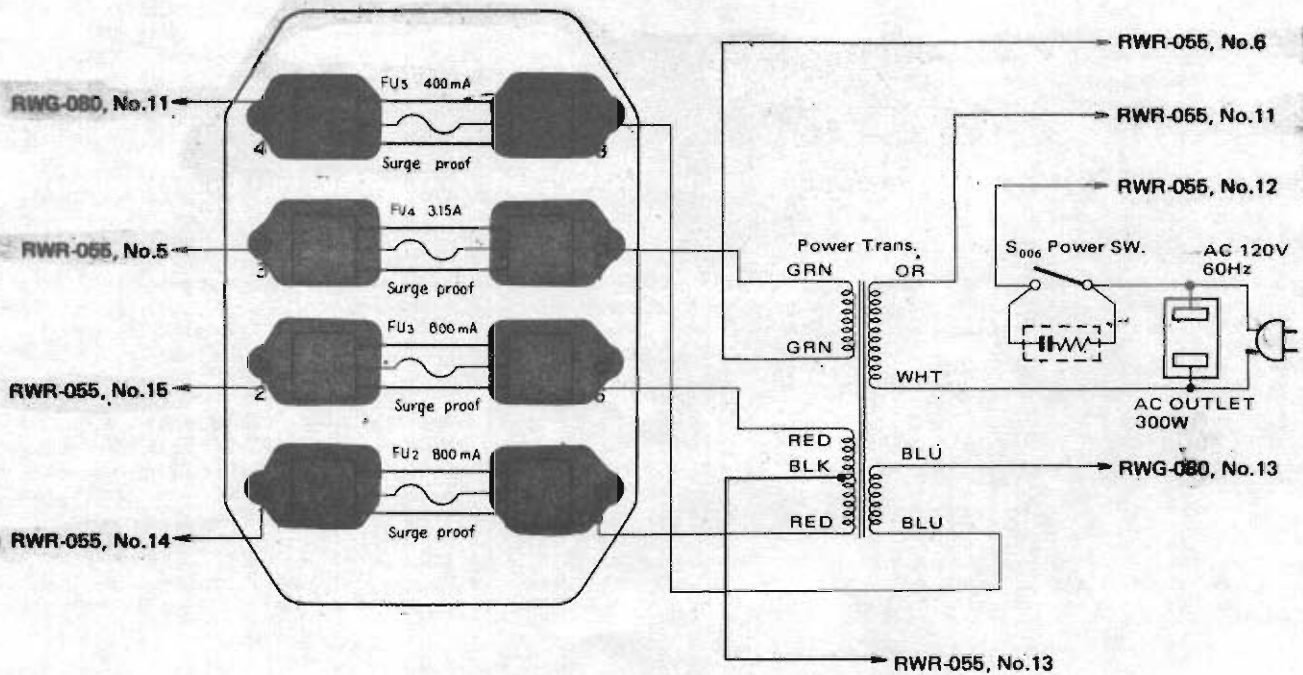 RWG-080, No.11
FU5 400mA
Surge proof
4
8
RWR-055, No.5
FU4 3.15A
Surge proof
3
RWR-055, No.15
FU3 800mA
Surge proof
2
6
RWR-055, No.14
FU2 800mA
Surge proof
RWR-055, No.6
RWR-055, No.11
RWR-055, No.12
Power Trans.
S006 Power SW.
AC 120V
60Hz
GRN
OR
GRN
WHT
AC OUTLET
300W
RED
BLU
BLK
RWG-080, No.13
RED
BLU
RWR-055, No.13